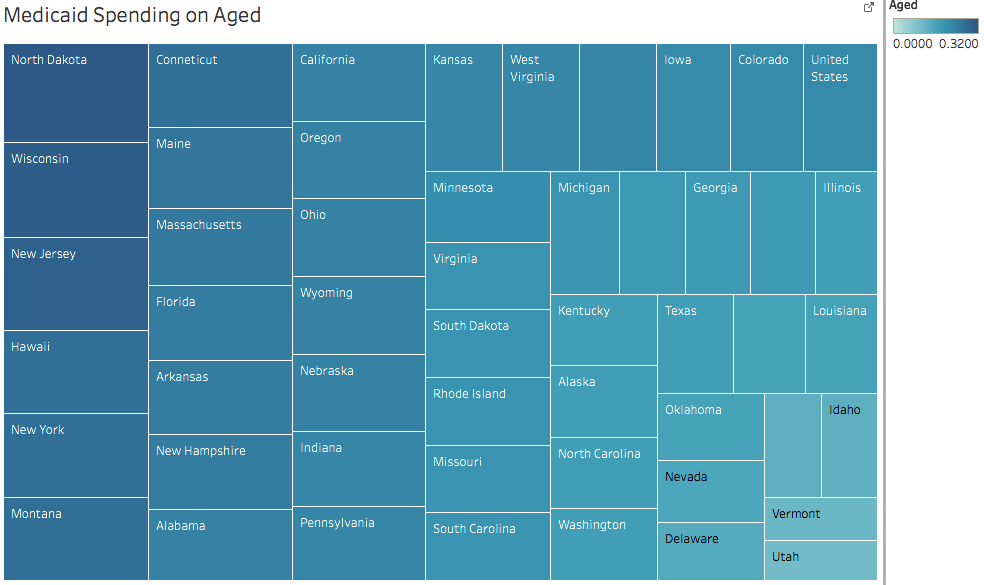 Medicaid Spending on Aged
Aged
0.0000 0.3200
North Dakota
Wisconsin
New Jersey
Hawaii
New York
Montana
Conneticut
Maine
Massachusetts
Florida
Arkansas
New Hampshire
Alabama
California
Oregon
Ohio
Wyoming
Nebraska
Indiana
Pennsylvania
Kansas
West
Virginia
Iowa
Colorado
United
States
Minnesota
Virginia
South Dakota
Rhode Island
Missouri
South Carolina
Michigan
Georgia
Illinois
Kentucky
Alaska
North Carolina
Washington
Texas
Louisiana
Oklahoma
Nevada
Delaware
Idaho
Vermont
Utah